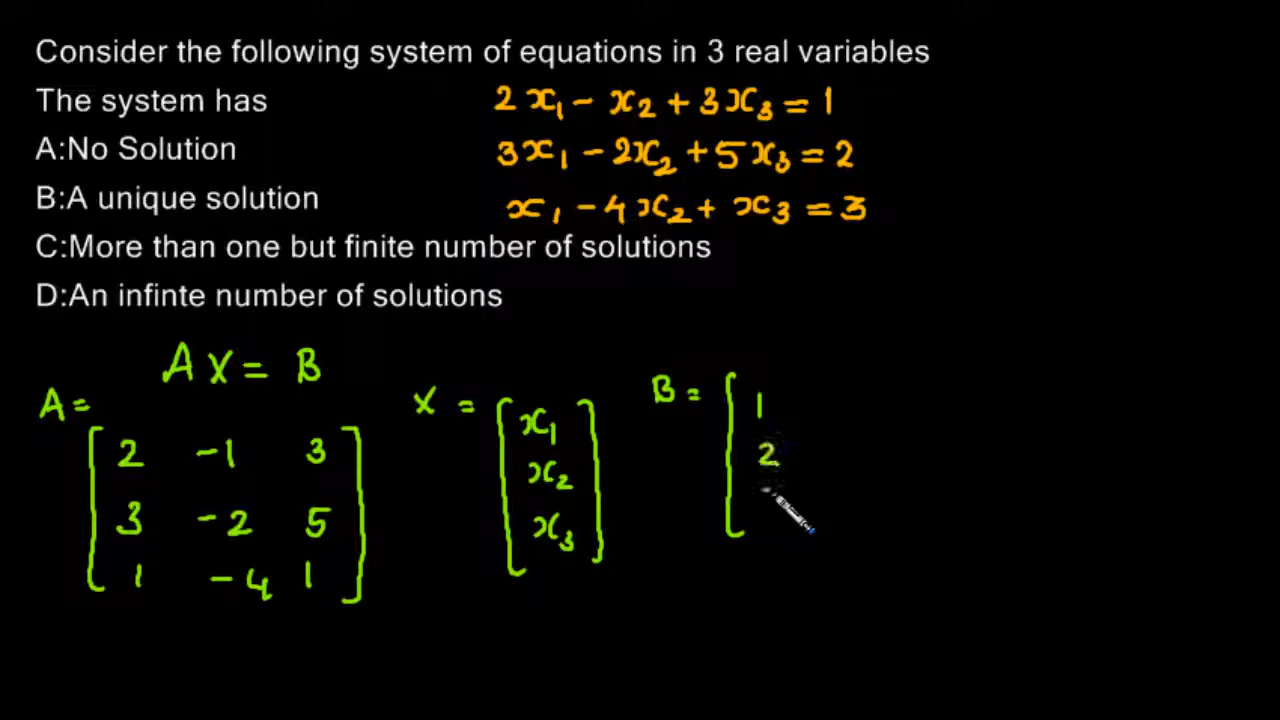 Consider the following system of equations in 3 real variables
The system has
2x₁ - x₂ + 3x₃ = 1
A:No Solution
3x₁ - 2x₂ + 5x₃ = 2
B:A unique solution
x₁ - 4x₂ + x₃ = 3
C:More than one but finite number of solutions
D:An infinte number of solutions
AX = B
A =
2 -1 3
3 -2 5
1 -4 1
X =
x₁
x₂
x₃
B =
1
2